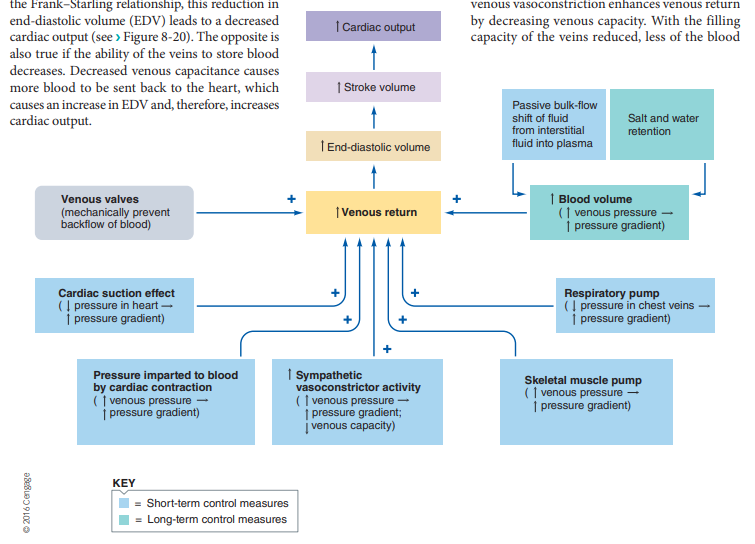 the Frank–Starling relationship, this reduction in
end-diastolic volume (EDV) leads to a decreased
cardiac output (see › Figure 8-20). The opposite is
also true if the ability of the veins to store blood
decreases. Decreased venous capacitance causes
more blood to be sent back to the heart, which
causes an increase in EDV and, therefore, increases
cardiac output.
venous vasoconstriction enhances venous return
by decreasing venous capacity. With the filling
capacity of the veins reduced, less of the blood
↑ Cardiac output
↑ Stroke volume
↑ End-diastolic volume
Passive bulk-flow
shift of fluid
from interstitial
fluid into plasma
Salt and water
retention
Venous valves
(mechanically prevent
backflow of blood)
+
↑ Venous return
+
↑ Blood volume
(↑ venous pressure →
↑ pressure gradient)
Cardiac suction effect
(↓ pressure in heart →
↑ pressure gradient)
+
+
Respiratory pump
(↓ pressure in chest veins →
↑ pressure gradient)
+
+
+
Pressure imparted to blood
by cardiac contraction
(↑ venous pressure →
↑ pressure gradient)
↑ Sympathetic
vasoconstrictor activity
(↑ venous pressure →
↑ pressure gradient;
↓ venous capacity)
Skeletal muscle pump
(↑ venous pressure →
↑ pressure gradient)
KEY
= Short-term control measures
= Long-term control measures
© 2016 Cengage